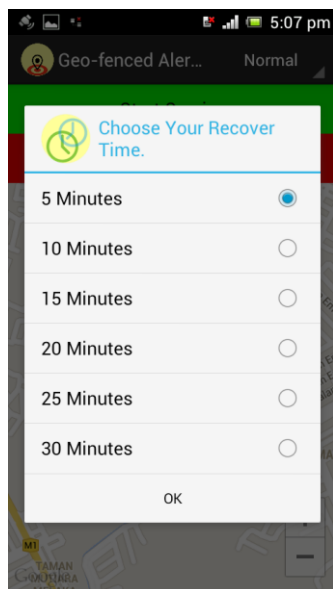 5:07 pm
Geo-fenced Aler... Normal
Choose Your Recover
Time.
5 Minutes
10 Minutes
15 Minutes
20 Minutes
25 Minutes
30 Minutes
OK
M1
TAMAN